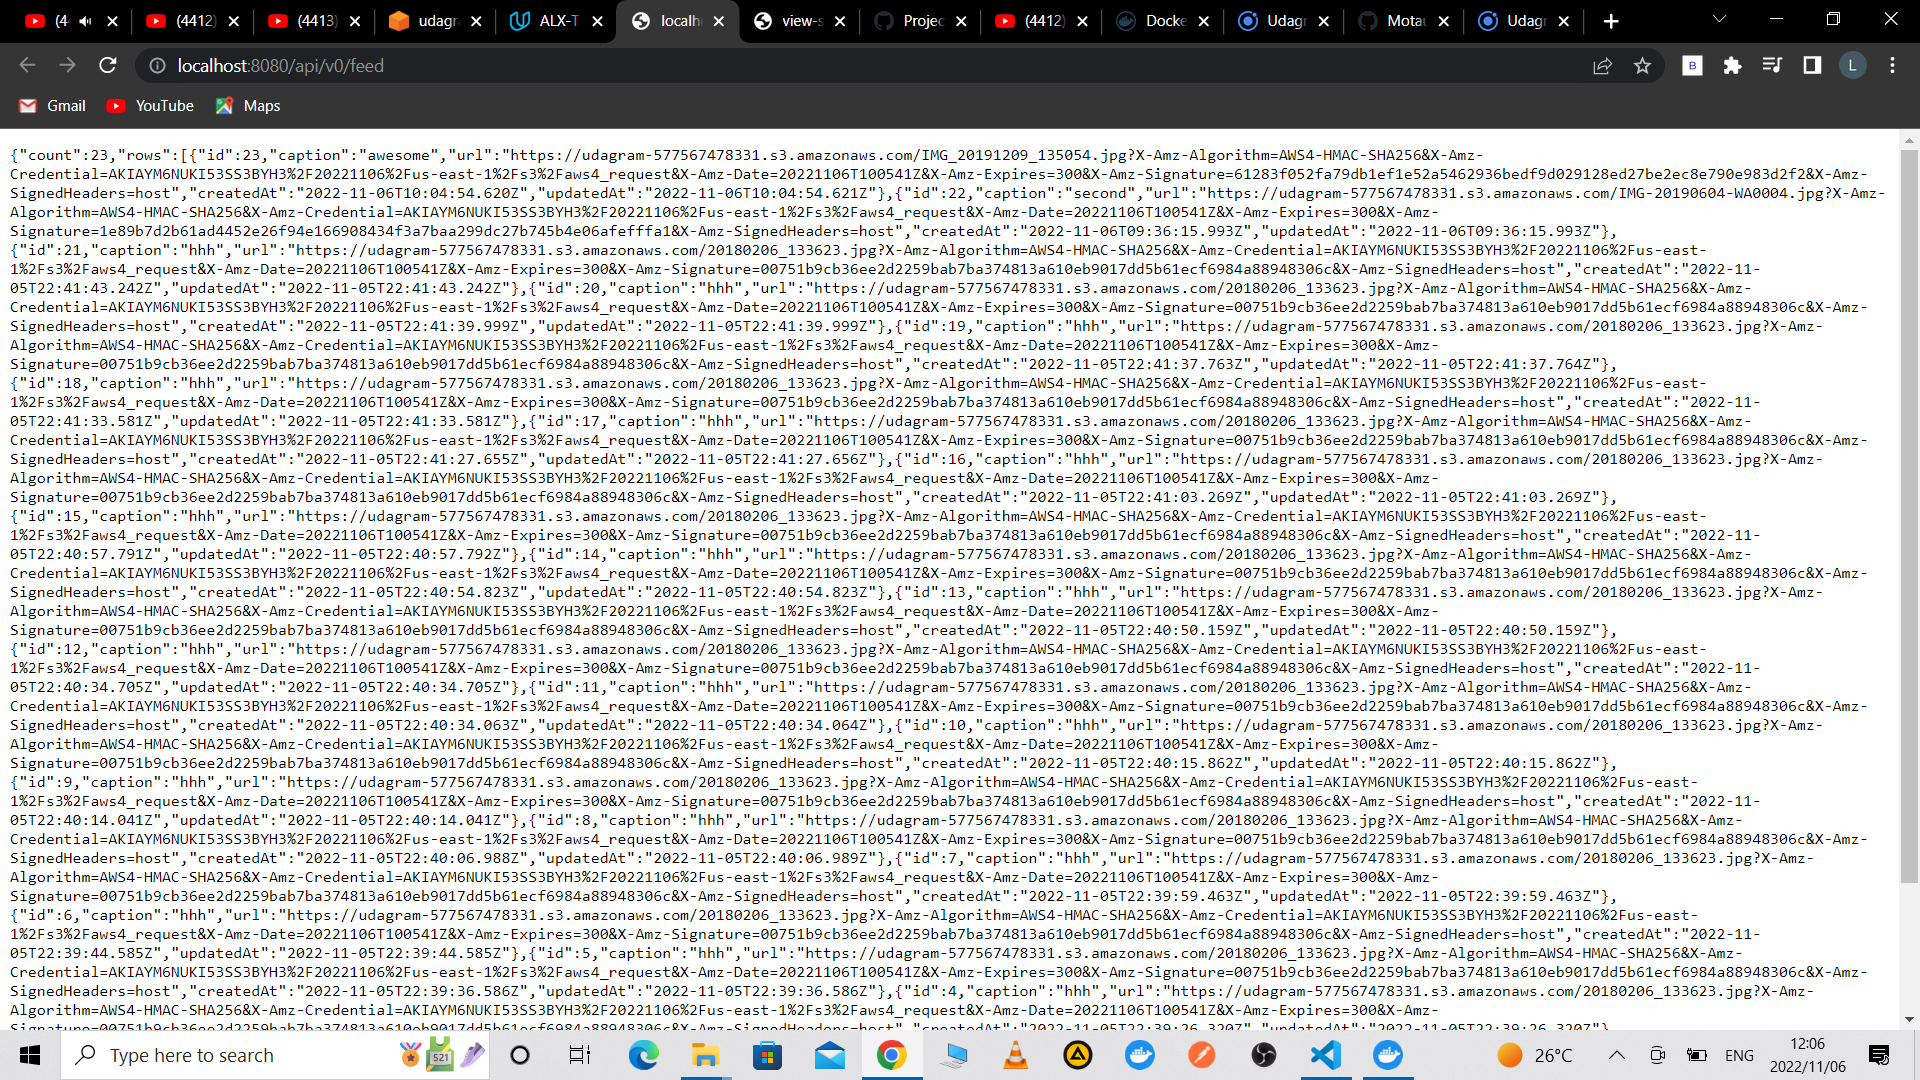 (4
(4412)
(4413)
udagr
ALX-T
localh
view-s
Projec
(4412)
Docke
Udag
Motau
Udag
localhost:8080/api/v0/feed
B
L
Gmail YouTube Maps
{"count":23,"rows":[{"id":23,"caption":"awesome","url":"https://udagram-577567478331.s3.amazonaws.com/IMG_20191209_135054.jpg?X-Amz-Algorithm=AWS4-HMAC-SHA256&X-Amz-
Credential=AKIAYM6NUKI53SS3BYH3%2F20221106%2Fus-east-1%2Fs3%2Faws4_request&X-Amz-Date=20221106T100541Z&X-Amz-Expires=300&X-Amz-Signature=61283f052fa79db1ef1e52a5462936bedf9d029128ed27be2ec8e790e983d2f2&X-Amz-
SignedHeaders=host","createdAt":"2022-11-06T10:04:54.620Z","updatedAt":"2022-11-06T10:04:54.621Z"},{"id":22,"caption":"second","url":"https://udagram-577567478331.s3.amazonaws.com/IMG-20190604-WA0004.jpg?X-Amz-
Algorithm=AWS4-HMAC-SHA256&X-Amz-Credential=AKIAYM6NUKI53SS3BYH3%2F20221106%2Fus-east-1%2Fs3%2Faws4_request&X-Amz-Date=20221106T100541Z&X-Amz-Expires=300&X-Amz-
Signature=1e89b7d2b61ad4452e26f94e166908434f3a7baa299dc27b745b4e06afefffa1&X-Amz-SignedHeaders=host","createdAt":"2022-11-06T09:36:15.993Z","updatedAt":"2022-11-06T09:36:15.993Z"},
{"id":21,"caption":"hhh","url":"https://udagram-577567478331.s3.amazonaws.com/20180206_133623.jpg?X-Amz-Algorithm=AWS4-HMAC-SHA256&X-Amz-Credential=AKIAYM6NUKI53SS3BYH3%2F20221106%2Fus-east-
1%2Fs3%2Faws4_request&X-Amz-Date=20221106T100541Z&X-Amz-Expires=300&X-Amz-Signature=00751b9cb36ee2d2259bab7ba374813a610eb9017dd5b61ecf6984a88948306c&X-Amz-SignedHeaders=host","createdAt":"2022-11-
05T22:41:43.242Z","updatedAt":"2022-11-05T22:41:43.242Z"},{"id":20,"caption":"hhh","url":"https://udagram-577567478331.s3.amazonaws.com/20180206_133623.jpg?X-Amz-Algorithm=AWS4-HMAC-SHA256&X-Amz-
Credential=AKIAYM6NUKI53SS3BYH3%2F20221106%2Fus-east-1%2Fs3%2Faws4_request&X-Amz-Date=20221106T100541Z&X-Amz-Expires=300&X-Amz-Signature=00751b9cb36ee2d2259bab7ba374813a610eb9017dd5b61ecf6984a88948306c&X-Amz-
SignedHeaders=host","createdAt":"2022-11-05T22:41:39.999Z","updatedAt":"2022-11-05T22:41:39.999Z"},{"id":19,"caption":"hhh","url":"https://udagram-577567478331.s3.amazonaws.com/20180206_133623.jpg?X-Amz-
Algorithm=AWS4-HMAC-SHA256&X-Amz-Credential=AKIAYM6NUKI53SS3BYH3%2F20221106%2Fus-east-1%2Fs3%2Faws4_request&X-Amz-Date=20221106T100541Z&X-Amz-Expires=300&X-Amz-
Signature=00751b9cb36ee2d2259bab7ba374813a610eb9017dd5b61ecf6984a88948306c&X-Amz-SignedHeaders=host","createdAt":"2022-11-05T22:41:37.763Z","updatedAt":"2022-11-05T22:41:37.764Z"},
{"id":18,"caption":"hhh","url":"https://udagram-577567478331.s3.amazonaws.com/20180206_133623.jpg?X-Amz-Algorithm=AWS4-HMAC-SHA256&X-Amz-Credential=AKIAYM6NUKI53SS3BYH3%2F20221106%2Fus-east-
1%2Fs3%2Faws4_request&X-Amz-Date=20221106T100541Z&X-Amz-Expires=300&X-Amz-Signature=00751b9cb36ee2d2259bab7ba374813a610eb9017dd5b61ecf6984a88948306c&X-Amz-SignedHeaders=host","createdAt":"2022-11-
05T22:41:33.581Z","updatedAt":"2022-11-05T22:41:33.581Z"},{"id":17,"caption":"hhh","url":"https://udagram-577567478331.s3.amazonaws.com/20180206_133623.jpg?X-Amz-Algorithm=AWS4-HMAC-SHA256&X-Amz-
Credential=AKIAYM6NUKI53SS3BYH3%2F20221106%2Fus-east-1%2Fs3%2Faws4_request&X-Amz-Date=20221106T100541Z&X-Amz-Expires=300&X-Amz-Signature=00751b9cb36ee2d2259bab7ba374813a610eb9017dd5b61ecf6984a88948306c&X-Amz-
SignedHeaders=host","createdAt":"2022-11-05T22:41:27.655Z","updatedAt":"2022-11-05T22:41:27.656Z"},{"id":16,"caption":"hhh","url":"https://udagram-577567478331.s3.amazonaws.com/20180206_133623.jpg?X-Amz-
Algorithm=AWS4-HMAC-SHA256&X-Amz-Credential=AKIAYM6NUKI53SS3BYH3%2F20221106%2Fus-east-1%2Fs3%2Faws4_request&X-Amz-Date=20221106T100541Z&X-Amz-Expires=300&X-Amz-
Signature=00751b9cb36ee2d2259bab7ba374813a610eb9017dd5b61ecf6984a88948306c&X-Amz-SignedHeaders=host","createdAt":"2022-11-05T22:41:03.269Z","updatedAt":"2022-11-05T22:41:03.269Z"},
{"id":15,"caption":"hhh","url":"https://udagram-577567478331.s3.amazonaws.com/20180206_133623.jpg?X-Amz-Algorithm=AWS4-HMAC-SHA256&X-Amz-Credential=AKIAYM6NUKI53SS3BYH3%2F20221106%2Fus-east-
1%2Fs3%2Faws4_request&X-Amz-Date=20221106T100541Z&X-Amz-Expires=300&X-Amz-Signature=00751b9cb36ee2d2259bab7ba374813a610eb9017dd5b61ecf6984a88948306c&X-Amz-SignedHeaders=host","createdAt":"2022-11-
05T22:40:57.791Z","updatedAt":"2022-11-05T22:40:57.792Z"},{"id":14,"caption":"hhh","url":"https://udagram-577567478331.s3.amazonaws.com/20180206_133623.jpg?X-Amz-Algorithm=AWS4-HMAC-SHA256&X-Amz-
Credential=AKIAYM6NUKI53SS3BYH3%2F20221106%2Fus-east-1%2Fs3%2Faws4_request&X-Amz-Date=20221106T100541Z&X-Amz-Expires=300&X-Amz-Signature=00751b9cb36ee2d2259bab7ba374813a610eb9017dd5b61ecf6984a88948306c&X-Amz-
SignedHeaders=host","createdAt":"2022-11-05T22:40:54.823Z","updatedAt":"2022-11-05T22:40:54.823Z"},{"id":13,"caption":"hhh","url":"https://udagram-577567478331.s3.amazonaws.com/20180206_133623.jpg?X-Amz-
Algorithm=AWS4-HMAC-SHA256&X-Amz-Credential=AKIAYM6NUKI53SS3BYH3%2F20221106%2Fus-east-1%2Fs3%2Faws4_request&X-Amz-Date=20221106T100541Z&X-Amz-Expires=300&X-Amz-
Signature=00751b9cb36ee2d2259bab7ba374813a610eb9017dd5b61ecf6984a88948306c&X-Amz-SignedHeaders=host","createdAt":"2022-11-05T22:40:50.159Z","updatedAt":"2022-11-05T22:40:50.159Z"},
{"id":12,"caption":"hhh","url":"https://udagram-577567478331.s3.amazonaws.com/20180206_133623.jpg?X-Amz-Algorithm=AWS4-HMAC-SHA256&X-Amz-Credential=AKIAYM6NUKI53SS3BYH3%2F20221106%2Fus-east-
1%2Fs3%2Faws4_request&X-Amz-Date=20221106T100541Z&X-Amz-Expires=300&X-Amz-Signature=00751b9cb36ee2d2259bab7ba374813a610eb9017dd5b61ecf6984a88948306c&X-Amz-SignedHeaders=host","createdAt":"2022-11-
05T22:40:34.705Z","updatedAt":"2022-11-05T22:40:34.705Z"},{"id":11,"caption":"hhh","url":"https://udagram-577567478331.s3.amazonaws.com/20180206_133623.jpg?X-Amz-Algorithm=AWS4-HMAC-SHA256&X-Amz-
Credential=AKIAYM6NUKI53SS3BYH3%2F20221106%2Fus-east-1%2Fs3%2Faws4_request&X-Amz-Date=20221106T100541Z&X-Amz-Expires=300&X-Amz-Signature=00751b9cb36ee2d2259bab7ba374813a610eb9017dd5b61ecf6984a88948306c&X-Amz-
SignedHeaders=host","createdAt":"2022-11-05T22:40:34.063Z","updatedAt":"2022-11-05T22:40:34.064Z"},{"id":10,"caption":"hhh","url":"https://udagram-577567478331.s3.amazonaws.com/20180206_133623.jpg?X-Amz-
Algorithm=AWS4-HMAC-SHA256&X-Amz-Credential=AKIAYM6NUKI53SS3BYH3%2F20221106%2Fus-east-1%2Fs3%2Faws4_request&X-Amz-Date=20221106T100541Z&X-Amz-Expires=300&X-Amz-
Signature=00751b9cb36ee2d2259bab7ba374813a610eb9017dd5b61ecf6984a88948306c&X-Amz-SignedHeaders=host","createdAt":"2022-11-05T22:40:15.862Z","updatedAt":"2022-11-05T22:40:15.862Z"},
{"id":9,"caption":"hhh","url":"https://udagram-577567478331.s3.amazonaws.com/20180206_133623.jpg?X-Amz-Algorithm=AWS4-HMAC-SHA256&X-Amz-Credential=AKIAYM6NUKI53SS3BYH3%2F20221106%2Fus-east-
1%2Fs3%2Faws4_request&X-Amz-Date=20221106T100541Z&X-Amz-Expires=300&X-Amz-Signature=00751b9cb36ee2d2259bab7ba374813a610eb9017dd5b61ecf6984a88948306c&X-Amz-SignedHeaders=host","createdAt":"2022-11-
05T22:40:14.041Z","updatedAt":"2022-11-05T22:40:14.041Z"},{"id":8,"caption":"hhh","url":"https://udagram-577567478331.s3.amazonaws.com/20180206_133623.jpg?X-Amz-Algorithm=AWS4-HMAC-SHA256&X-Amz-
Credential=AKIAYM6NUKI53SS3BYH3%2F20221106%2Fus-east-1%2Fs3%2Faws4_request&X-Amz-Date=20221106T100541Z&X-Amz-Expires=300&X-Amz-Signature=00751b9cb36ee2d2259bab7ba374813a610eb9017dd5b61ecf6984a88948306c&X-Amz-
SignedHeaders=host","createdAt":"2022-11-05T22:40:06.988Z","updatedAt":"2022-11-05T22:40:06.989Z"},{"id":7,"caption":"hhh","url":"https://udagram-577567478331.s3.amazonaws.com/20180206_133623.jpg?X-Amz-
Algorithm=AWS4-HMAC-SHA256&X-Amz-Credential=AKIAYM6NUKI53SS3BYH3%2F20221106%2Fus-east-1%2Fs3%2Faws4_request&X-Amz-Date=20221106T100541Z&X-Amz-Expires=300&X-Amz-
Signature=00751b9cb36ee2d2259bab7ba374813a610eb9017dd5b61ecf6984a88948306c&X-Amz-SignedHeaders=host","createdAt":"2022-11-05T22:39:59.463Z","updatedAt":"2022-11-05T22:39:59.463Z"},
{"id":6,"caption":"hhh","url":"https://udagram-577567478331.s3.amazonaws.com/20180206_133623.jpg?X-Amz-Algorithm=AWS4-HMAC-SHA256&X-Amz-Credential=AKIAYM6NUKI53SS3BYH3%2F20221106%2Fus-east-
1%2Fs3%2Faws4_request&X-Amz-Date=20221106T100541Z&X-Amz-Expires=300&X-Amz-Signature=00751b9cb36ee2d2259bab7ba374813a610eb9017dd5b61ecf6984a88948306c&X-Amz-SignedHeaders=host","createdAt":"2022-11-
05T22:39:44.585Z","updatedAt":"2022-11-05T22:39:44.585Z"},{"id":5,"caption":"hhh","url":"https://udagram-577567478331.s3.amazonaws.com/20180206_133623.jpg?X-Amz-Algorithm=AWS4-HMAC-SHA256&X-Amz-
Credential=AKIAYM6NUKI53SS3BYH3%2F20221106%2Fus-east-1%2Fs3%2Faws4_request&X-Amz-Date=20221106T100541Z&X-Amz-Expires=300&X-Amz-Signature=00751b9cb36ee2d2259bab7ba374813a610eb9017dd5b61ecf6984a88948306c&X-Amz-
SignedHeaders=host","createdAt":"2022-11-05T22:39:36.586Z","updatedAt":"2022-11-05T22:39:36.586Z"},{"id":4,"caption":"hhh","url":"https://udagram-577567478331.s3.amazonaws.com/20180206_133623.jpg?X-Amz-
Algorithm=AWS4-HMAC-SHA256&X-Amz-Credential=AKIAYM6NUKI53SS3BYH3%2F20221106%2Fus-east-1%2Fs3%2Faws4_request&X-Amz-Date=20221106T100541Z&X-Amz-Expires=300&X-Amz-
Signature=00751b9cb36ee2d2259bab7ba374813a610eb9017dd5b61ecf6984a88948306c&X-Amz-SignedHeaders=host","createdAt":"2022-11-05T22:39:26.320Z","updatedAt":"2022-11-05T22:39:26.320Z"},
Type here to search
521
26°C
ENG
12:06
2022/11/06